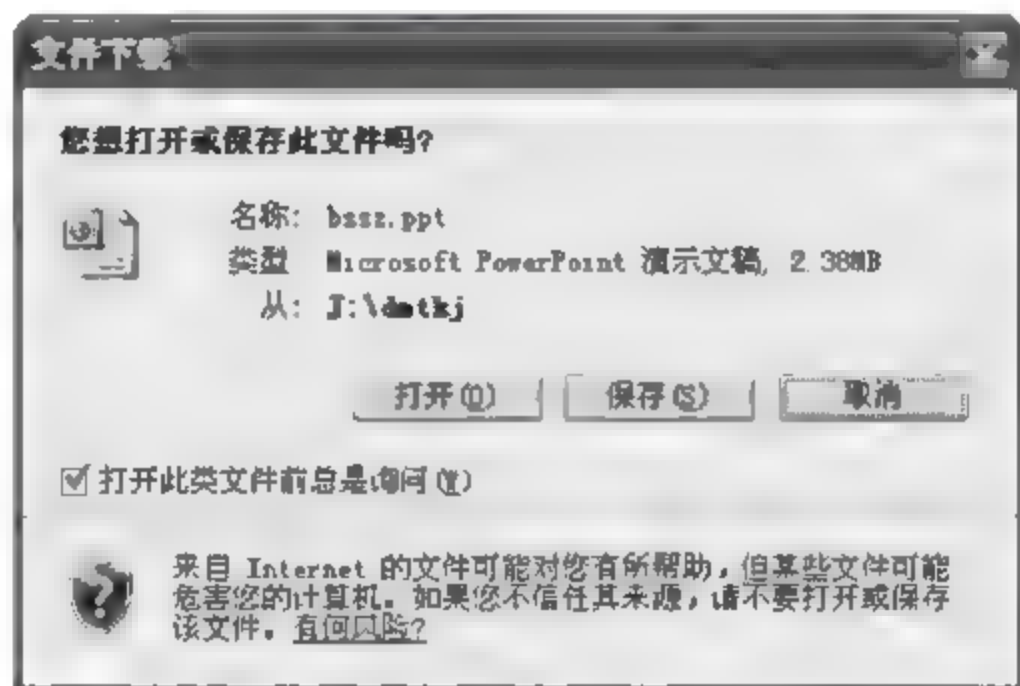 文件下载
您想打开或保存此文件吗?
名称: bssz.ppt
类型 Microsoft PowerPoint 演示文稿, 2.38MB
从: J:\dmtkj
打开(O) 保存(S) 取消
打开此类文件前总是询问(W)
来自 Internet 的文件可能对您有所帮助，但某些文件可能
危害您的计算机。如果您不信任其来源，请不要打开或保存
该文件。有何风险?